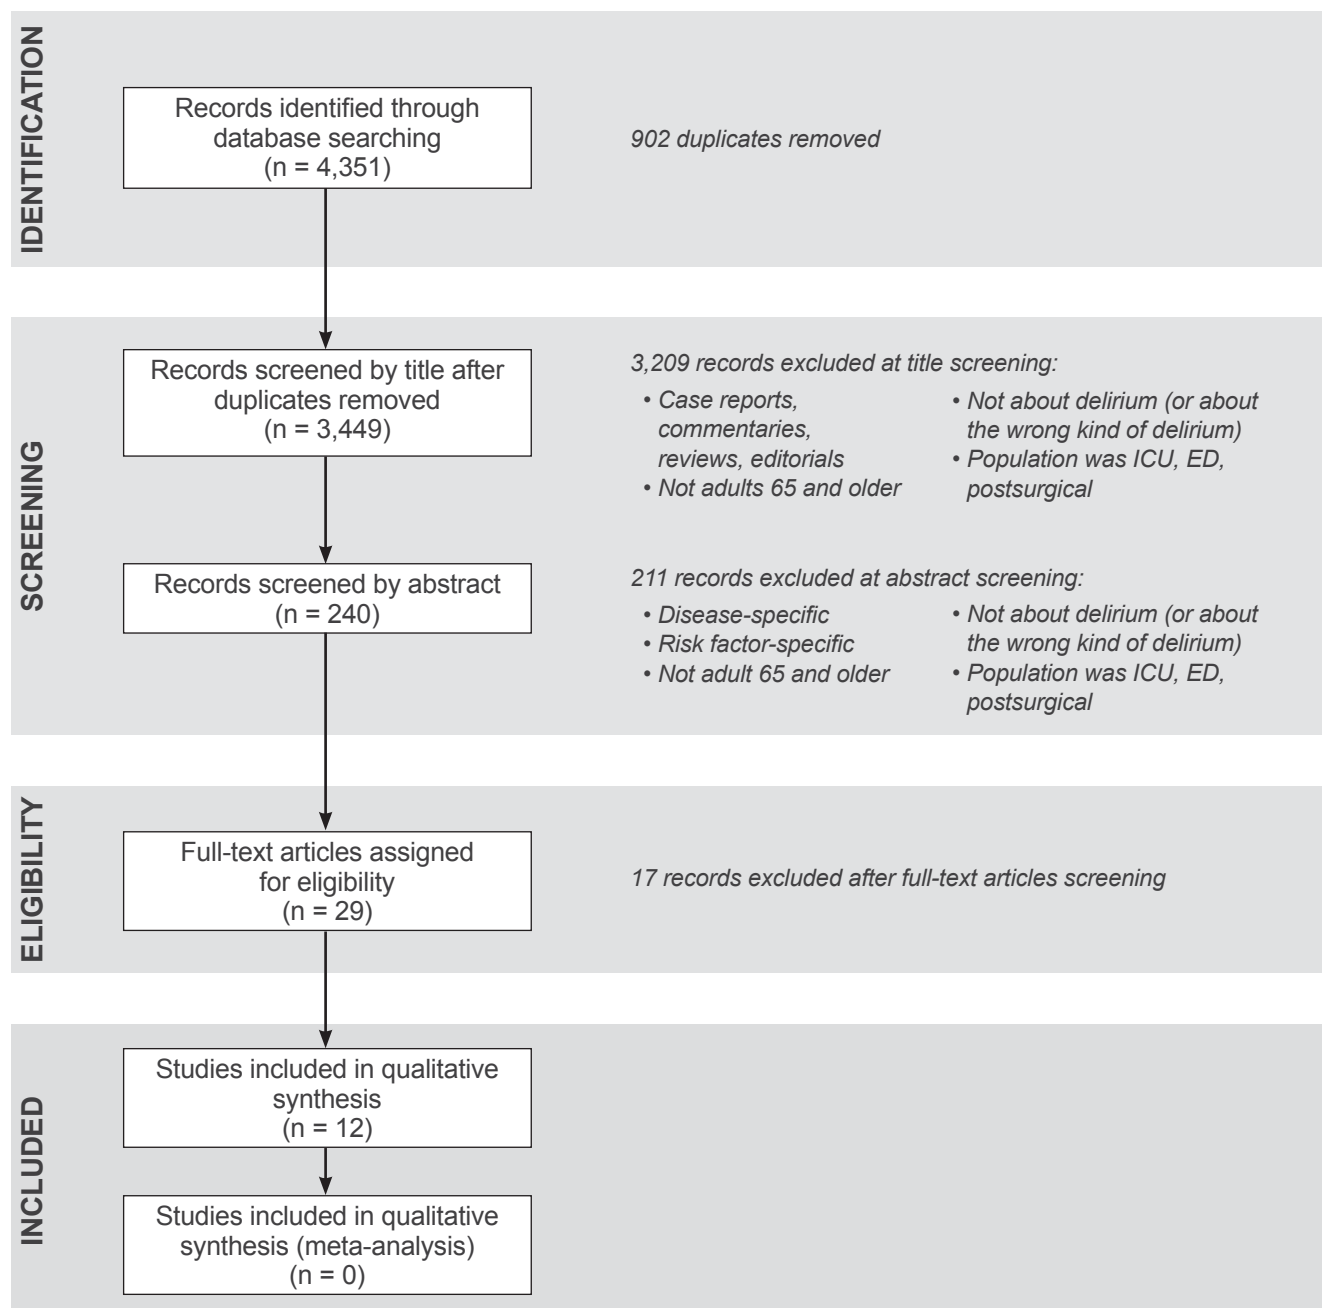 IDENTIFICATION
Records identified through
database searching
(n = 4,351)
902 duplicates removed
SCREENING
Records screened by title after
duplicates removed
(n = 3,449)
3,209 records excluded at title screening:
• Case reports,
commentaries,
reviews, editorials
• Not adults 65 and older
• Not about delirium (or about
the wrong kind of delirium)
• Population was ICU, ED,
postsurgical
Records screened by abstract
(n = 240)
211 records excluded at abstract screening:
• Disease-specific
• Risk factor-specific
• Not adult 65 and older
• Not about delirium (or about
the wrong kind of delirium)
• Population was ICU, ED,
postsurgical
ELIGIBILITY
Full-text articles assigned
for eligibility
(n = 29)
17 records excluded after full-text articles screening
INCLUDED
Studies included in qualitative
synthesis
(n = 12)
Studies included in qualitative
synthesis (meta-analysis)
(n = 0)